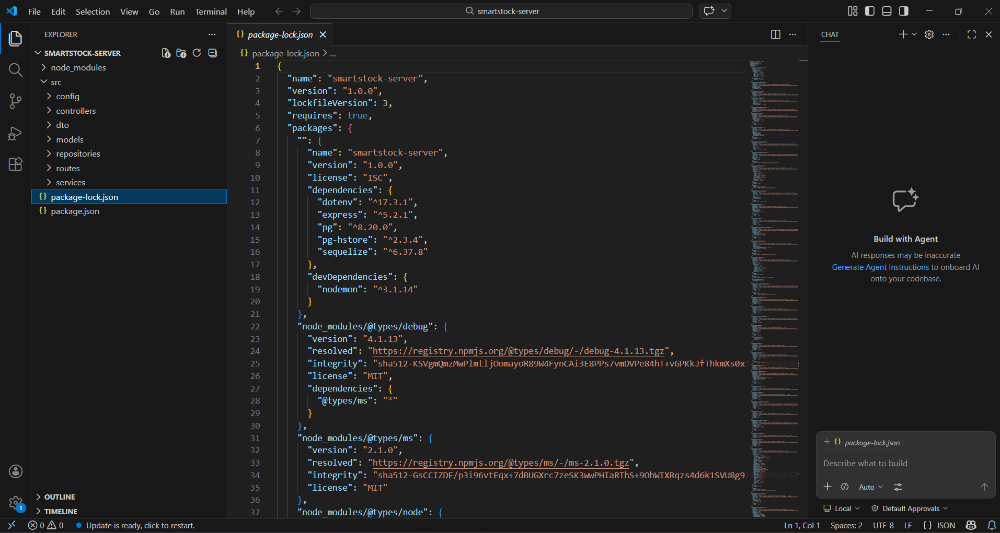 File Edit Selection View Go Run Terminal Help
smartstock-server
EXPLORER
SMARTSTOCK-SERVER
node_modules
src
config
controllers
dto
models
repositories
routes
services
package-lock.json
package.json
OUTLINE
TIMELINE
package-lock.json
package-lock.json > ...
1 {
2 "name": "smartstock-server",
3 "version": "1.0.0",
4 "lockfileVersion": 3,
5 "requires": true,
6 "packages": {
7 "": {
8 "name": "smartstock-server",
9 "version": "1.0.0",
10 "license": "ISC",
11 "dependencies": {
12 "dotenv": "^17.3.1",
13 "express": "^5.2.1",
14 "pg": "^8.20.0",
15 "pg-hstore": "^2.3.4",
16 "sequelize": "^6.37.8"
17 },
18 "devDependencies": {
19 "nodemon": "^3.1.14"
20 }
21 },
22 "node_modules/@types/debug": {
23 "version": "4.1.13",
24 "resolved": "https://registry.npmjs.org/@types/debug/-/debug-4.1.13.tgz",
25 "integrity": "sha512-KSVgmQmzMwPlmtljOomayoR89W4FynCAi3E8PPs7vmDVPe84hT+vGPKkJfThkmXs0x
26 "license": "MIT",
27 "dependencies": {
28 "@types/ms": "*"
29 }
30 },
31 "node_modules/@types/ms": {
32 "version": "2.1.0",
33 "resolved": "https://registry.npmjs.org/@types/ms/-/ms-2.1.0.tgz",
34 "integrity": "sha512-GsCCIZDE/p3i96vtEqx+7dBUGXrc7zeSK3wwPHIaRThS+9OhWIXRqzs4d6k1SVU8g9
35 "license": "MIT"
36 },
37 "node_modules/@types/node": {
CHAT
Build with Agent
AI responses may be inaccurate
Generate Agent Instructions to onboard AI
onto your codebase.
package-lock.json
Describe what to build
Auto
Local Default Approvals
1
0 0 Update is ready, click to restart.
Ln 1, Col 1 Spaces: 2 UTF-8 LF { } JSON